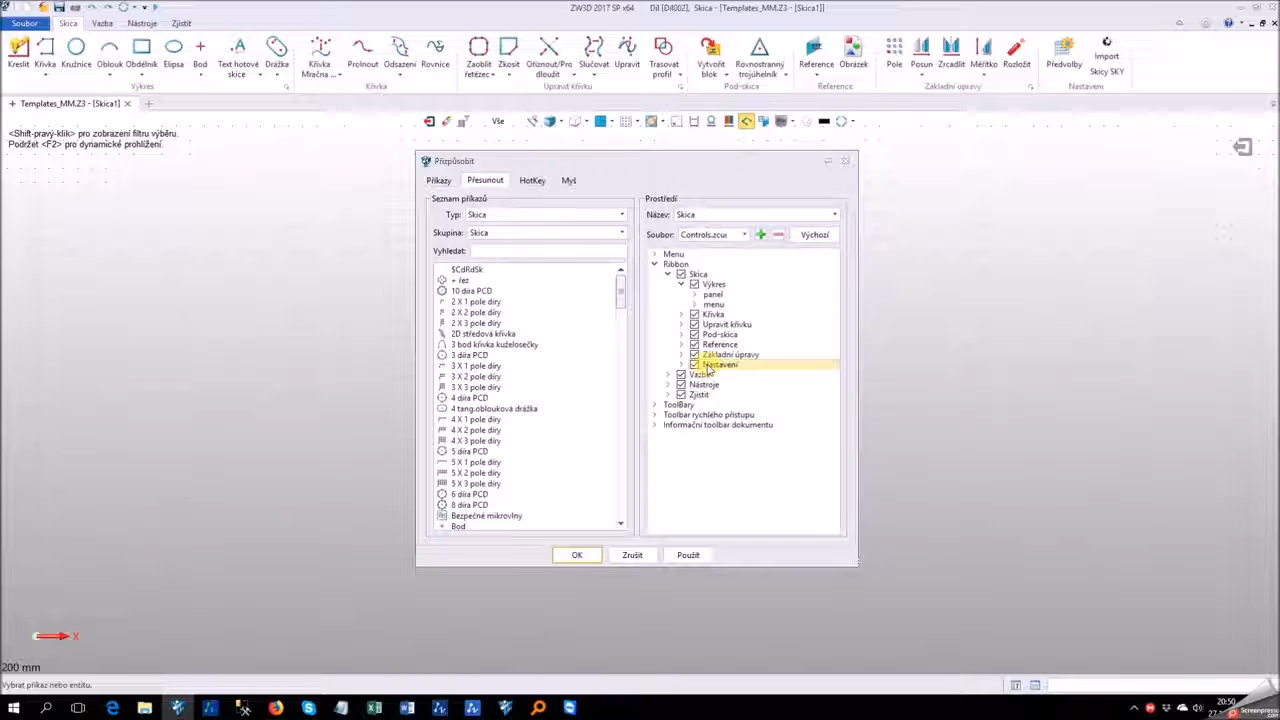 ZW3D 2017 SP x64 Díl [Díl002], Skica - [Templates_MM.Z3 - [Skica1]]
Soubor Skica Vazba Nástroje Zjistit
Kreslit Křivka Kružnice Oblouk Obdélník Elipsa Bod Text hotové skice Drážka Křivka Mračna ... Prolnout Odsazení Rovnice Zaoblit řetězec Zkosit Oříznout/Pro dloužit Slučovat Upravit Trasovat profil Vytvořit blok Rovnostranný trojúhelník Reference Obrázek Pole Posun Zrcadlit Měřítko Rozložit Předvolby Import Skicy SKY
Výkres Křivka Upravit křivku Pod-skica Reference Základní úpravy Nastavení
Templates_MM.Z3 - [Skica1]
<Shift-pravý-klik> pro zobrazení filtru výběru.
Podržet <F2> pro dynamické prohlížení.
Vše
Přizpůsobit
Příkazy Přesunout HotKey Myš
Seznam příkazů
Typ: Skica
Skupina: Skica
Vyhledat:
$CdRdSk
+ řez
10 díra PCD
2 X 1 pole díry
2 X 2 pole díry
2 X 3 pole díry
2D středová křivka
3 bod křivka kuželosečky
3 díra PCD
3 X 1 pole díry
3 X 2 pole díry
3 X 3 pole díry
4 díra PCD
4 tang.oblouková drážka
4 X 1 pole díry
4 X 2 pole díry
4 X 3 pole díry
5 díra PCD
5 X 1 pole díry
5 X 2 pole díry
5 X 3 pole díry
6 díra PCD
8 díra PCD
Bezpečné mikrovlny
Bod
Prostředí
Název: Skica
Soubor: Controls.zcui Výchozí
Menu
Ribbon
Skica
Výkres
panel
menu
Křivka
Upravit křivku
Pod-skica
Reference
Základní úpravy
Nastavení
Vazba
Nástroje
Zjistit
ToolBary
Toolbar rychlého přístupu
Informační toolbar dokumentu
OK Zrušit Použít
X
200 mm
Vybrat příkaz nebo entitu.
20:50
27.
Screenpresso